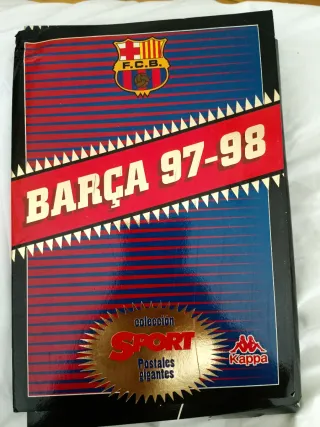 F.C.B.
BARÇA 97-98
colección
SPORT
Postales
gigantes
Kappa